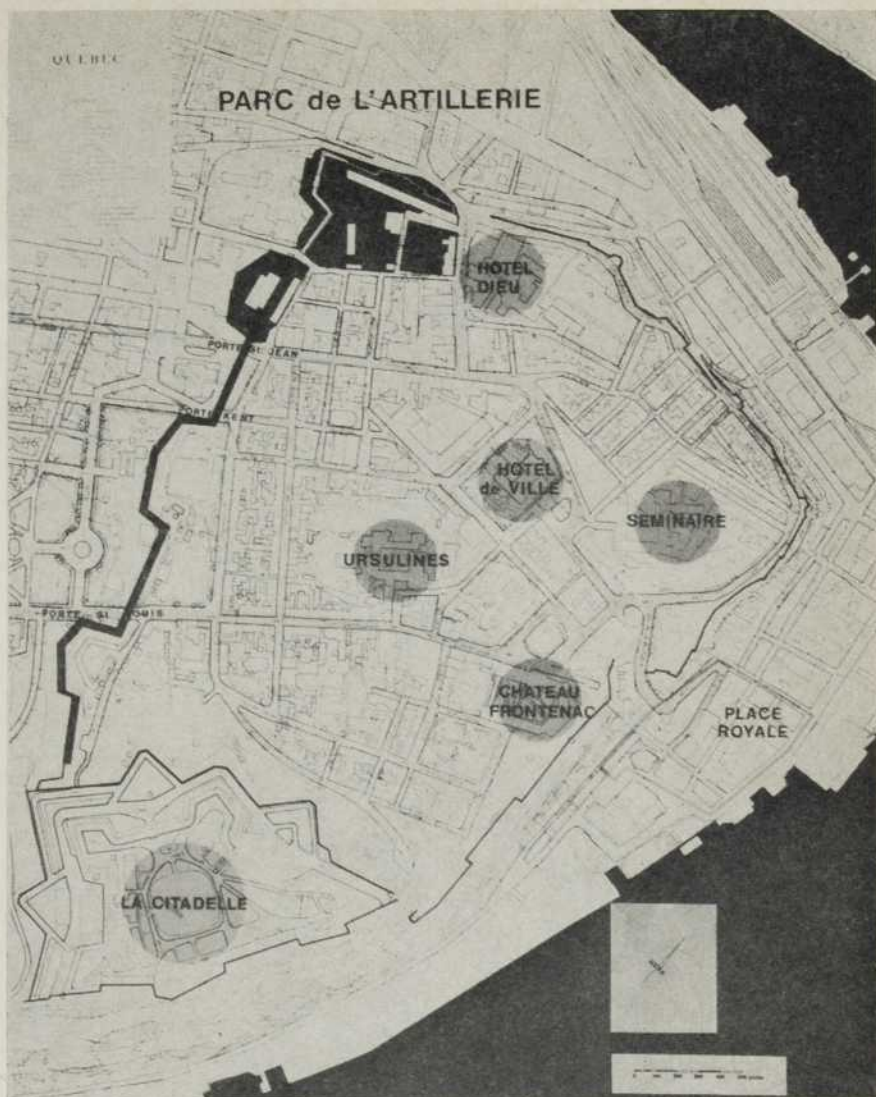 QUEBEC
PARC de L'ARTILLERIE
HOTEL
DIEU
PORTE ST JEAN
PORTE KENT
HOTEL
de VILLE
SEMINAIRE
URSULINES
PORTE ST LOUIS
CHATEAU
FRONTENAC
PLACE
ROYALE
LA CITADELLE